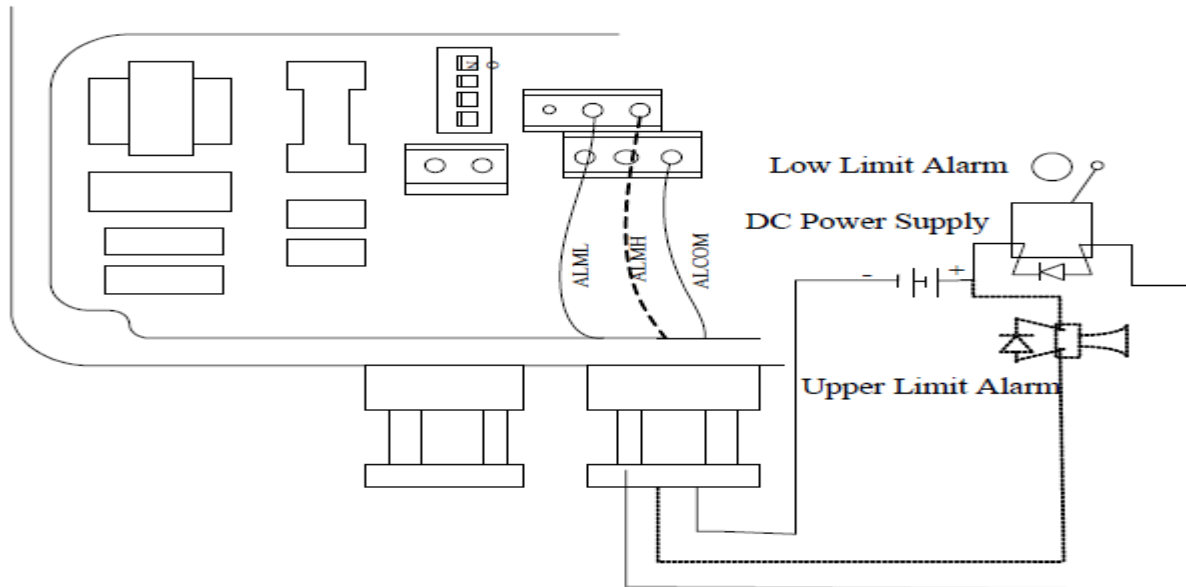 N O
Low Limit Alarm
DC Power Supply
ALML
ALMH
ALCOM
- +
Upper Limit Alarm